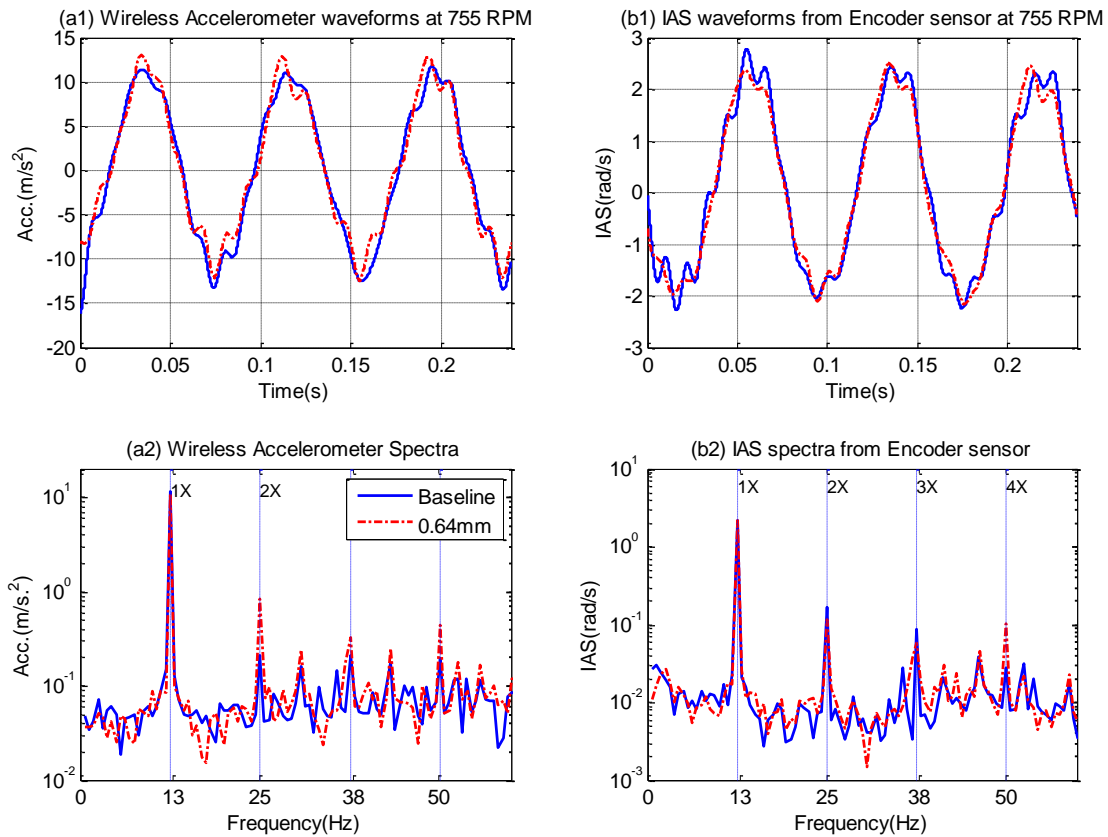 (a1) Wireless Accelerometer waveforms at 755 RPM
15
10
5
0
-5
-10
-15
-20
Acc.(m/s²)
0 0.05 0.1 0.15 0.2
Time(s)
(b1) IAS waveforms from Encoder sensor at 755 RPM
3
2
1
0
-1
-2
-3
IAS(rad/s)
0 0.05 0.1 0.15 0.2
Time(s)
(a2) Wireless Accelerometer Spectra
10¹
10⁰
10⁻¹
10⁻²
Acc.(m/s.²)
1X 2X
Baseline
0.64mm
0 13 25 38 50
Frequency(Hz)
(b2) IAS spectra from Encoder sensor
10¹
10⁰
10⁻¹
10⁻²
10⁻³
IAS(rad/s)
1X 2X 3X 4X
0 13 25 38 50
Frequency(Hz)